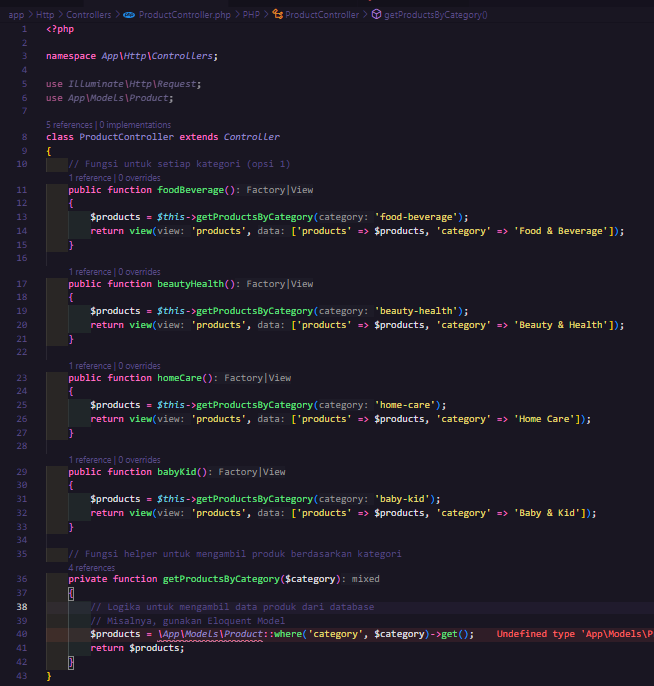 app > Http > Controllers > ProductController.php > PHP > ProductController > getProductsByCategory()
1 <?php
2
3 namespace App\Http\Controllers;
4
5 use Illuminate\Http\Request;
6 use App\Models\Product;
7
5 references | 0 implementations
8 class ProductController extends Controller
9 {
10 // Fungsi untuk setiap kategori (opsi 1)
1 reference | 0 overrides
11 public function foodBeverage(): Factory|View
12 {
13 $products = $this->getProductsByCategory(category: 'food-beverage');
14 return view(view: 'products', data: ['products' => $products, 'category' => 'Food & Beverage']);
15 }
16
1 reference | 0 overrides
17 public function beautyHealth(): Factory|View
18 {
19 $products = $this->getProductsByCategory(category: 'beauty-health');
20 return view(view: 'products', data: ['products' => $products, 'category' => 'Beauty & Health']);
21 }
22
1 reference | 0 overrides
23 public function homeCare(): Factory|View
24 {
25 $products = $this->getProductsByCategory(category: 'home-care');
26 return view(view: 'products', data: ['products' => $products, 'category' => 'Home Care']);
27 }
28
1 reference | 0 overrides
29 public function babyKid(): Factory|View
30 {
31 $products = $this->getProductsByCategory(category: 'baby-kid');
32 return view(view: 'products', data: ['products' => $products, 'category' => 'Baby & Kid']);
33 }
34
35 // Fungsi helper untuk mengambil produk berdasarkan kategori
4 references
36 private function getProductsByCategory($category): mixed
37 {
38 // Logika untuk mengambil data produk dari database
39 // Misalnya, gunakan Eloquent Model
40 $products = \App\Models\Product::where('category', $category)->get(); Undefined type 'App\Models\P
41 return $products;
42 }
43 }